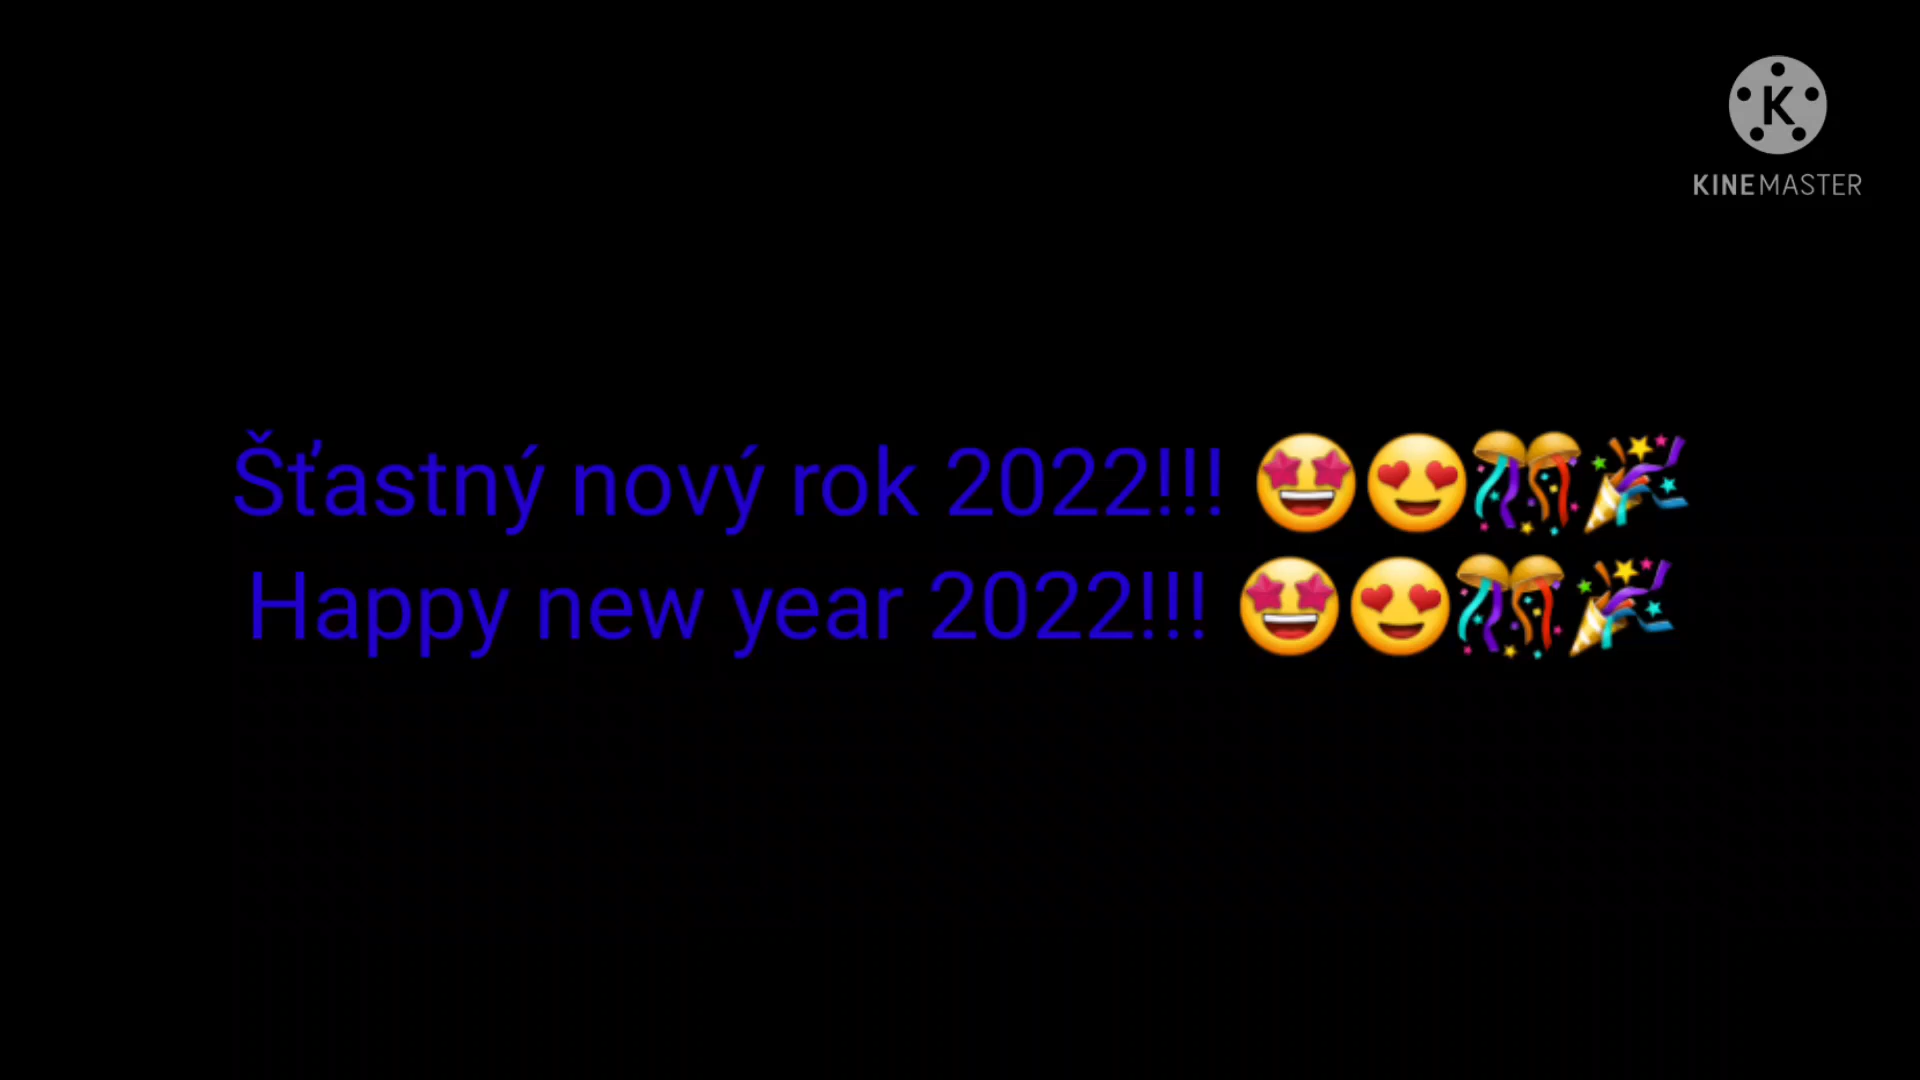 K
KINEMASTER
Šťastný nový rok 2022!!! 🤩😍🎊🎉
Happy new year 2022!!! 🤩😍🎊🎉